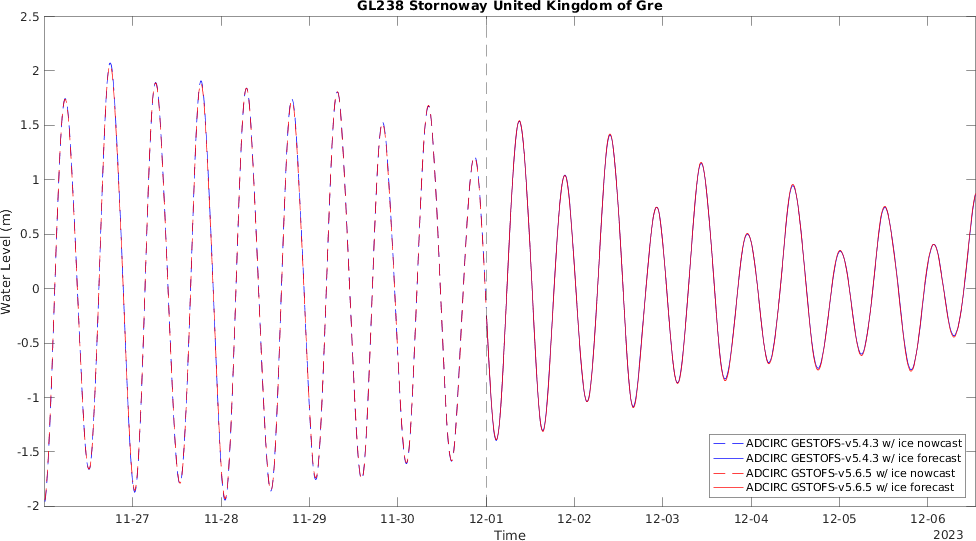 GL238 Stornoway United Kingdom of Gre
2.5
2
1.5
1
0.5
0
-0.5
-1
-1.5
-2
Water Level (m)
ADCIRC GESTOFS-v5.4.3 w/ ice nowcast
ADCIRC GESTOFS-v5.4.3 w/ ice forecast
ADCIRC GSTOFS-v5.6.5 w/ ice nowcast
ADCIRC GSTOFS-v5.6.5 w/ ice forecast
11-27 11-28 11-29 11-30 12-01 12-02 12-03 12-04 12-05 12-06
Time
2023